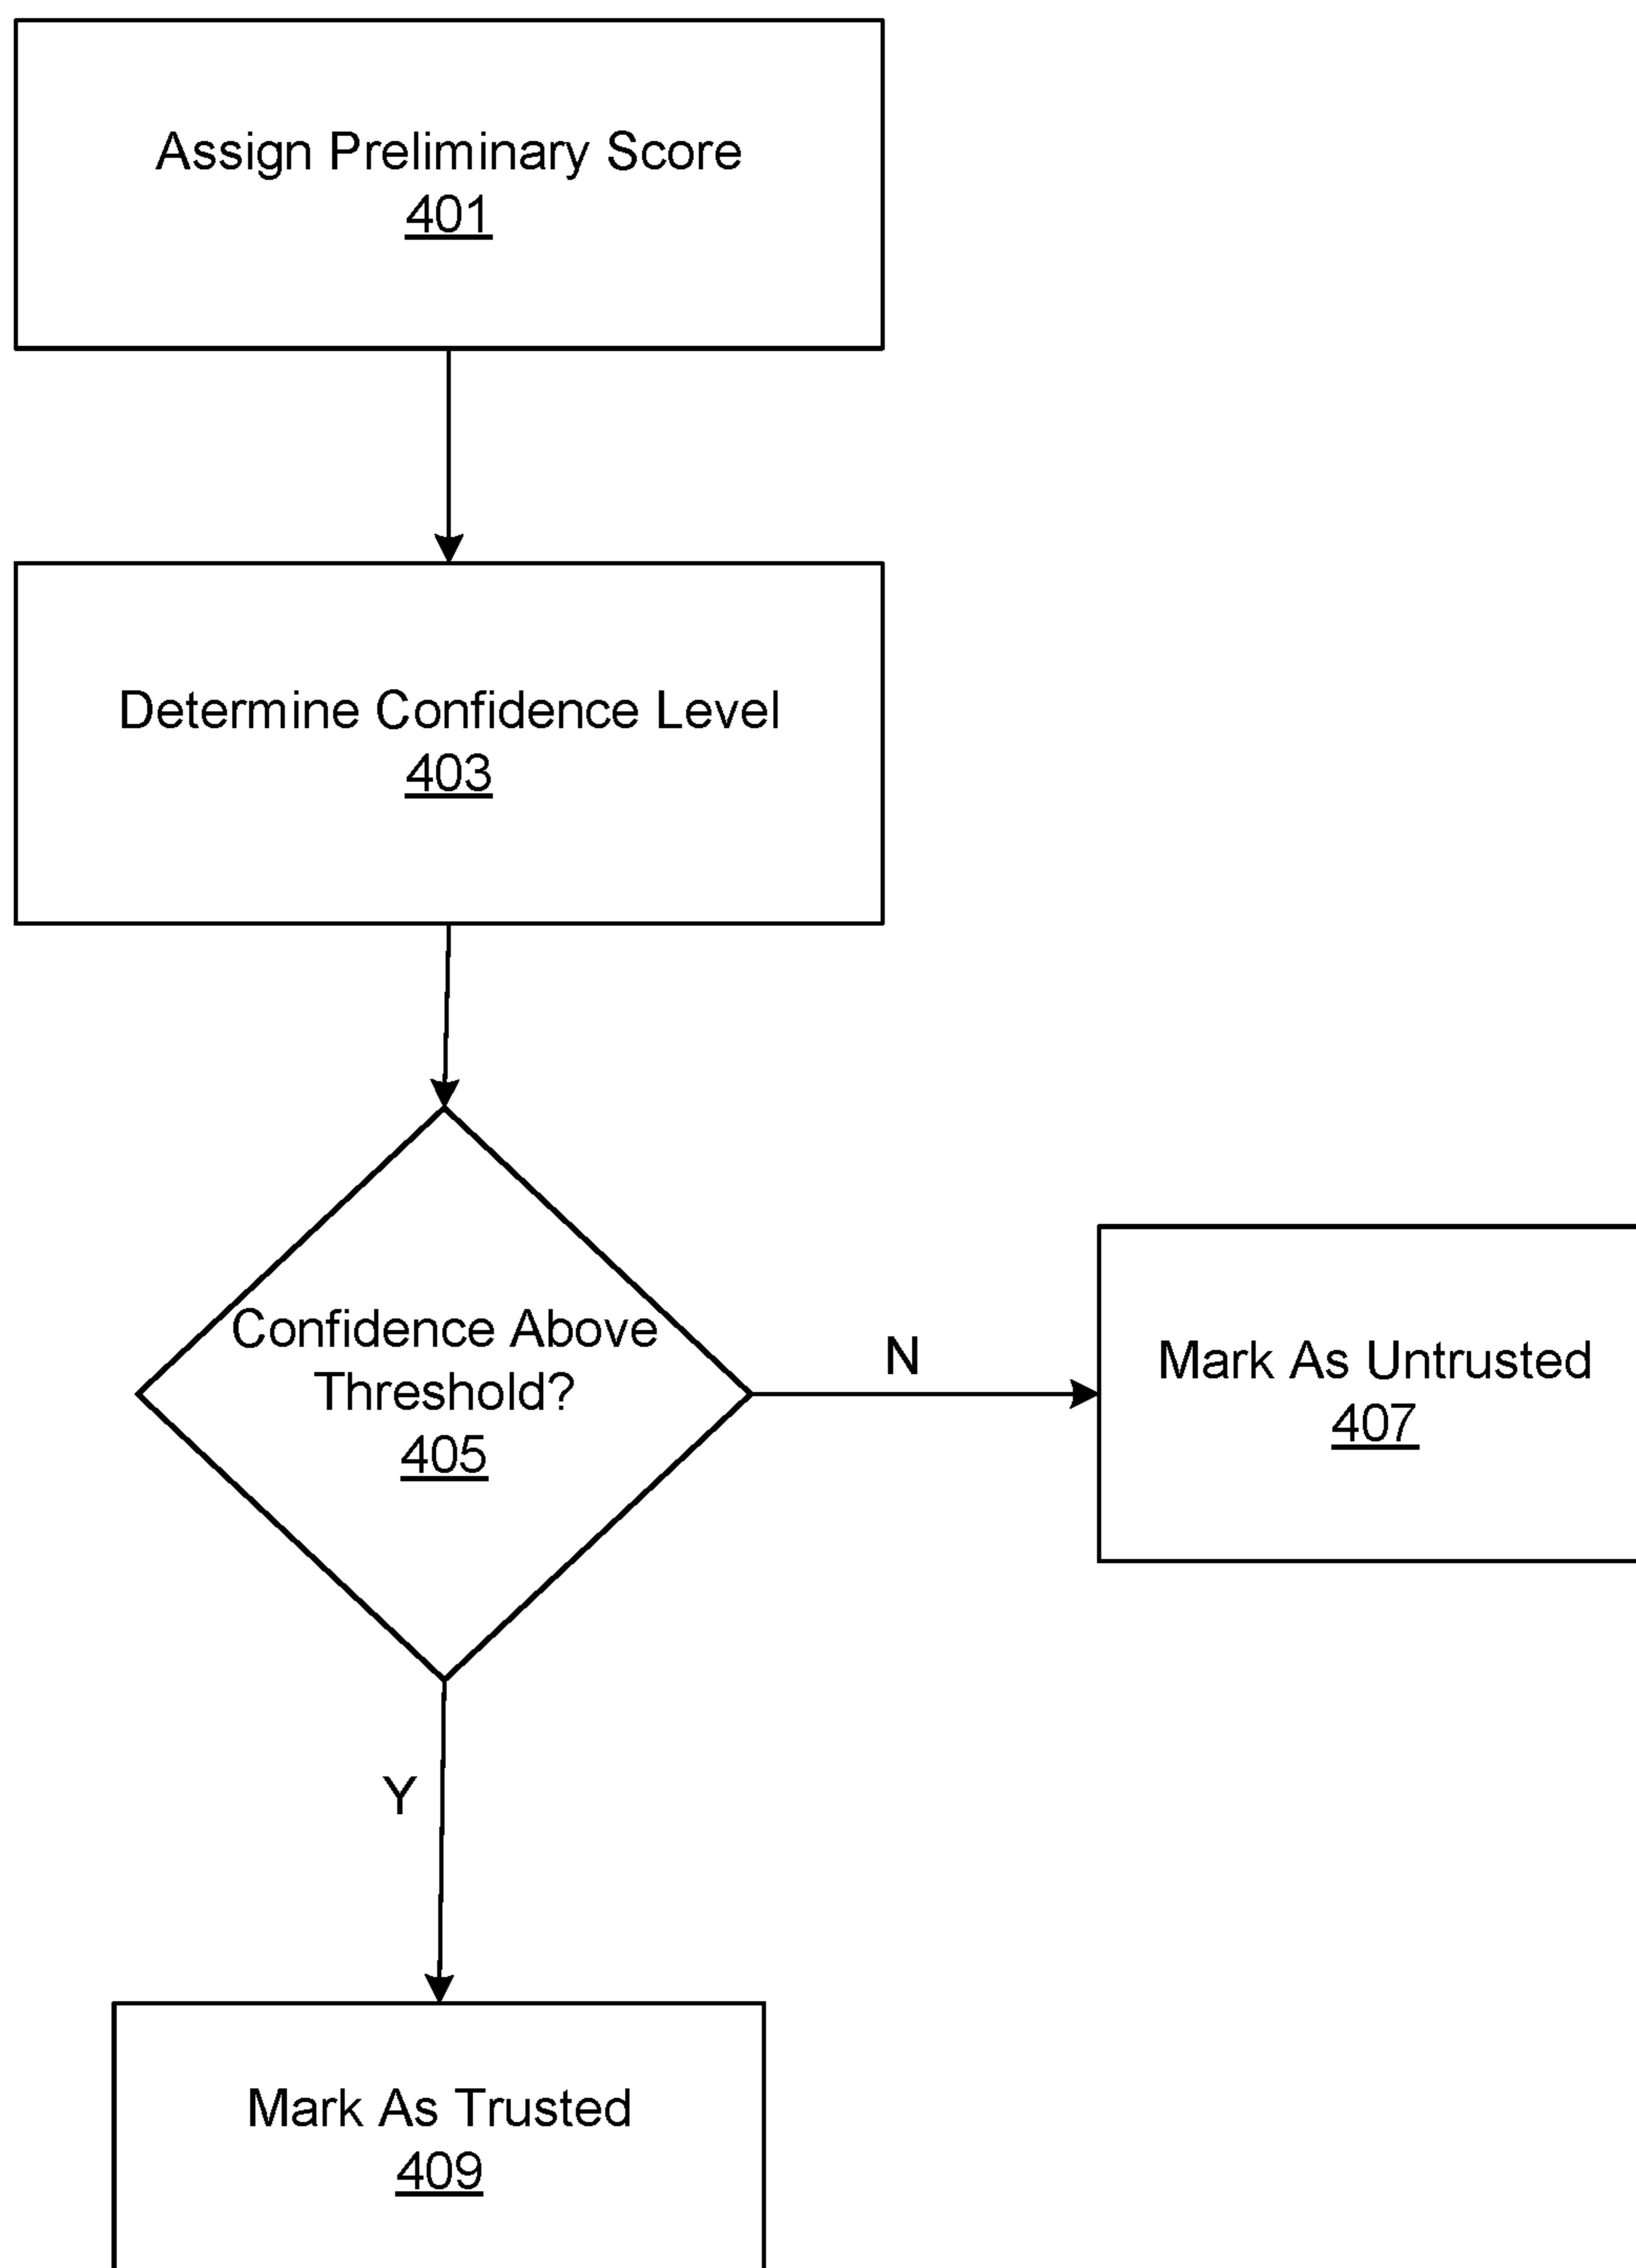 Assign Preliminary Score
401
Determine Confidence Level
403
Confidence Above
Threshold?
405
N
Mark As Untrusted
407
Y
Mark As Trusted
409